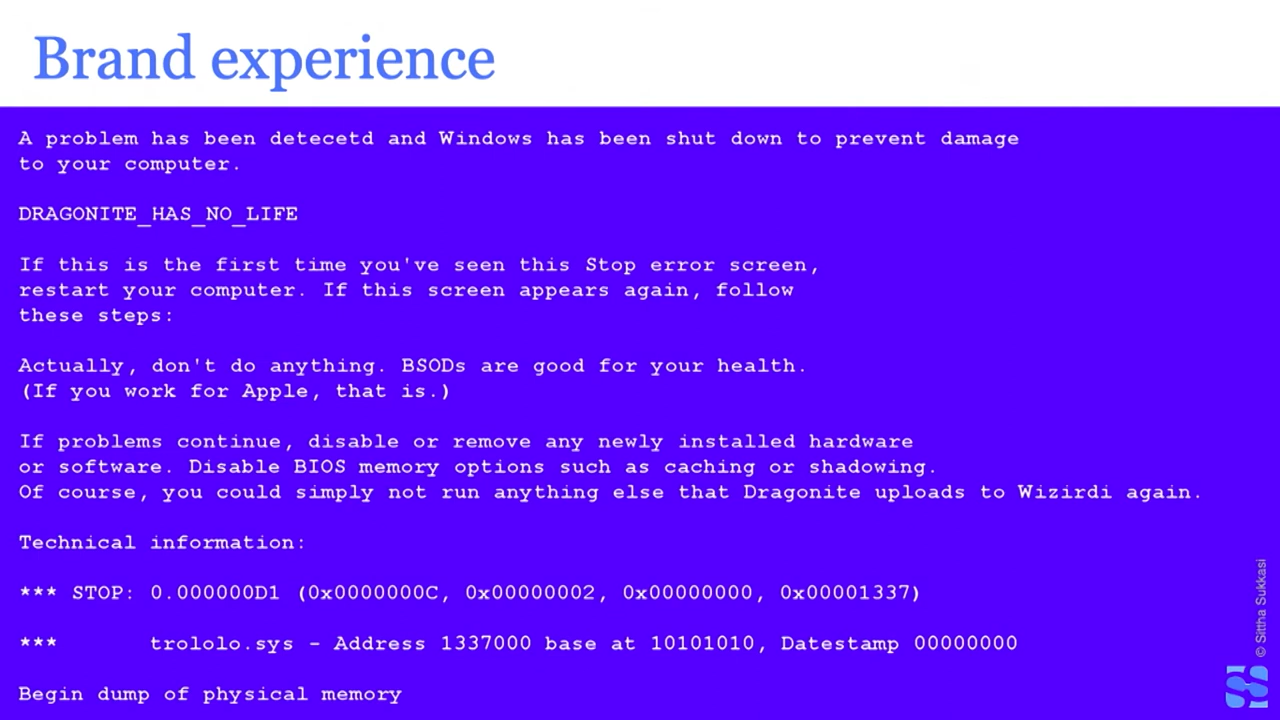 Brand experience
A problem has been detecetd and Windows has been shut down to prevent damage
to your computer.
DRAGONITE_HAS_NO_LIFE
If this is the first time you've seen this Stop error screen,
restart your computer. If this screen appears again, follow
these steps:
Actually, don't do anything. BSODs are good for your health.
(If you work for Apple, that is.)
If problems continue, disable or remove any newly installed hardware
or software. Disable BIOS memory options such as caching or shadowing.
Of course, you could simply not run anything else that Dragonite uploads to Wizirdi again.
Technical information:
*** STOP: 0.000000D1 (0x0000000C, 0x00000002, 0x00000000, 0x00001337)
*** trololo.sys – Address 1337000 base at 10101010, Datestamp 00000000
Begin dump of physical memory
© Sittha Sukkasi